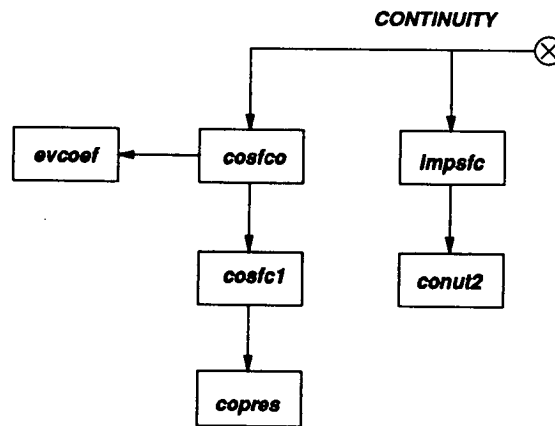 CONTINUITY
evcoef
cosfco
impsfc
cosfc1
conut2
copres